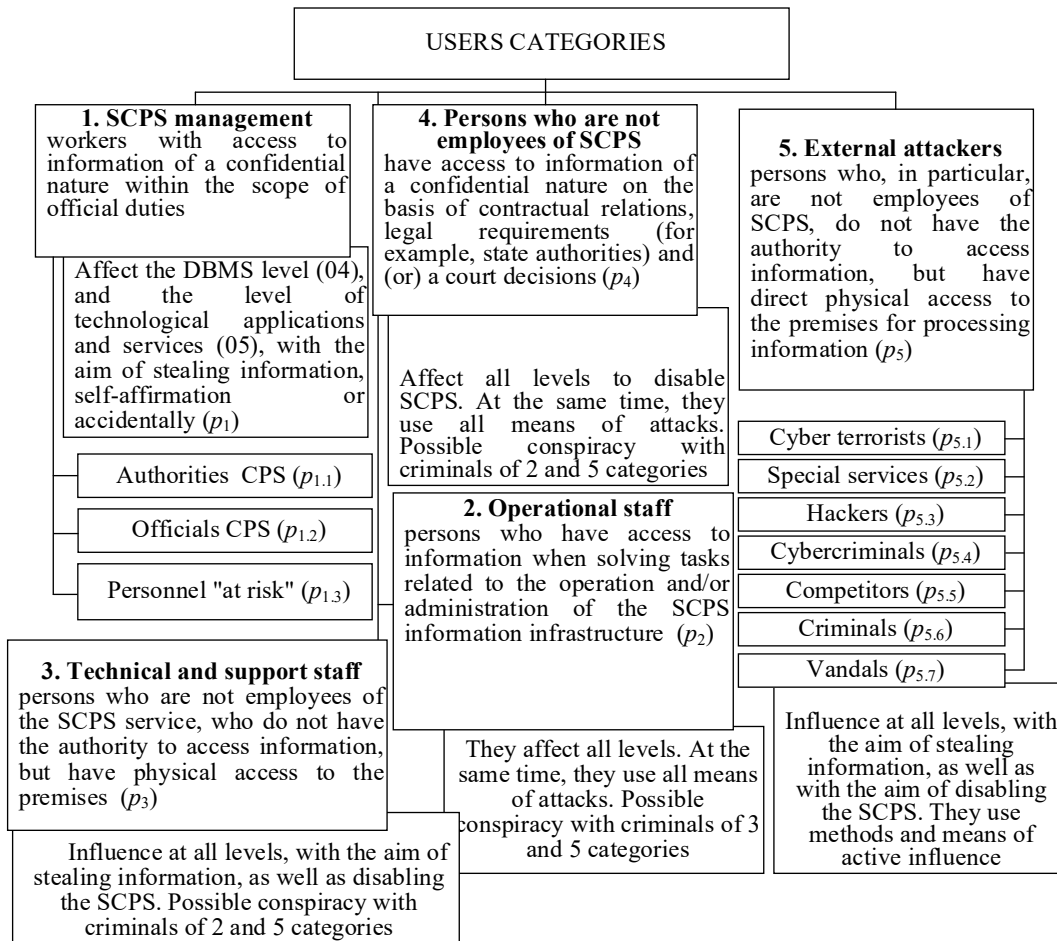 USERS CATEGORIES
1. SCPS management
workers with access to
information of a confidential
nature within the scope of
official duties
Affect the DBMS level (04),
and the level of
technological applications
and services (05), with the
aim of stealing information,
self-affirmation or
accidentally (p1)
Authorities CPS (p1.1)
Officials CPS (p1.2)
Personnel "at risk" (p1.3)
4. Persons who are not
employees of SCPS
have access to information of
a confidential nature on the
basis of contractual relations,
legal requirements (for
example, state authorities) and
(or) a court decisions (p4)
Affect all levels to disable
SCPS. At the same time, they
use all means of attacks.
Possible conspiracy with
criminals of 2 and 5 categories
5. External attackers
persons who, in particular,
are not employees of
SCPS, do not have the
authority to access
information, but have
direct physical access to
the premises for processing
information (p5)
Cyber terrorists (p5.1)
Special services (p5.2)
Hackers (p5.3)
Cybercriminals (p5.4)
Competitors (p5.5)
Criminals (p5.6)
Vandals (p5.7)
Influence at all levels, with
the aim of stealing
information, as well as
with the aim of disabling
the SCPS. They use
methods and means of
active influence
2. Operational staff
persons who have access to
information when solving tasks
related to the operation and/or
administration of the SCPS
information infrastructure (p2)
They affect all levels. At the
same time, they use all means
of attacks. Possible
conspiracy with criminals of 3
and 5 categories
3. Technical and support staff
persons who are not employees of
the SCPS service, who do not have
the authority to access information,
but have physical access to the
premises (p3)
Influence at all levels, with the aim of
stealing information, as well as disabling
the SCPS. Possible conspiracy with
criminals of 2 and 5 categories